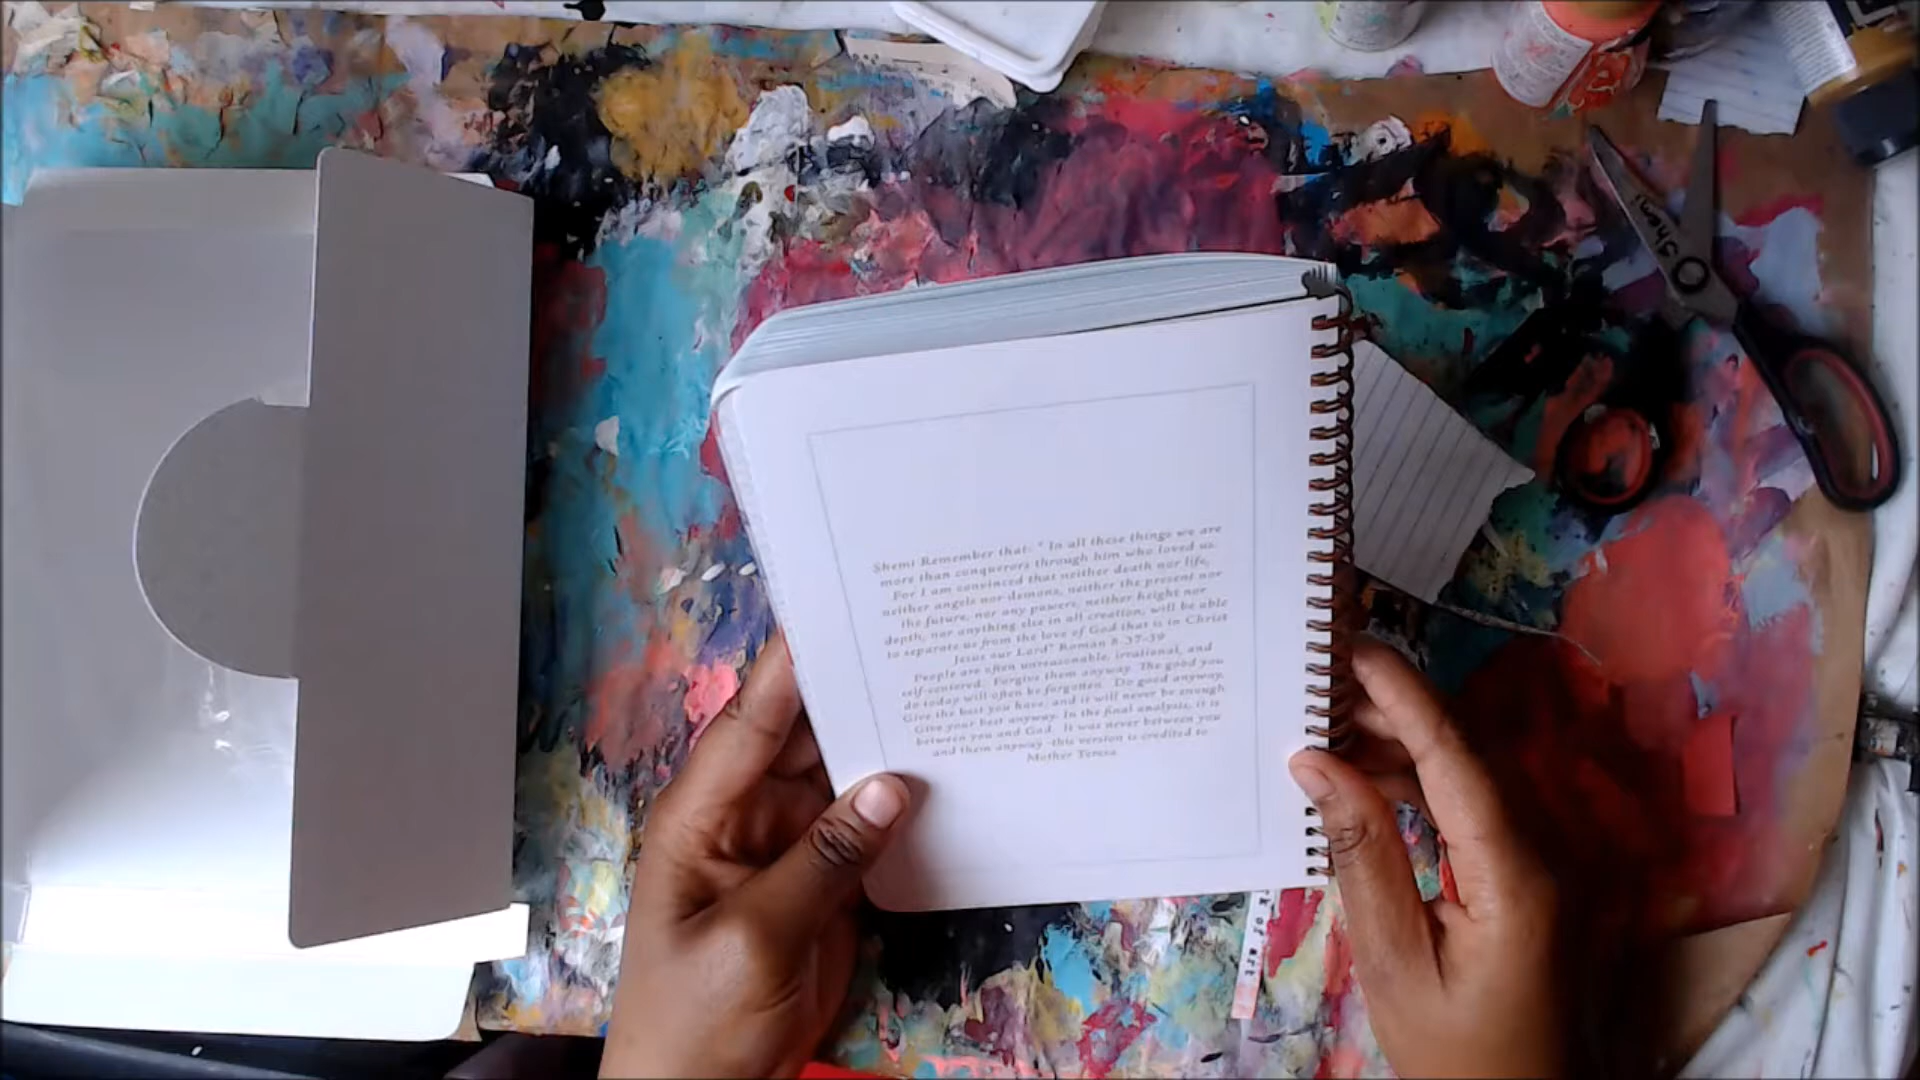 Shemi
Shemi Remember that: " In all these things we are
more than conquerors through him who loved us.
For I am convinced that neither death nor life,
neither angels nor demons, neither the present nor
the future, nor any powers, neither height nor
depth, nor anything else in all creation, will be able
to separate us from the love of God that is in Christ
Jesus our Lord" Roman 8:37-39
People are often unreasonable, irrational, and
self-centered. Forgive them anyway. The good you
do today will often be forgotten. Do good anyway.
Give the best you have, and it will never be enough
Give your best anyway. In the final analysis, it is
between you and God. It was never between you
and them anyway -this version is credited to
Mother Teresa
of art